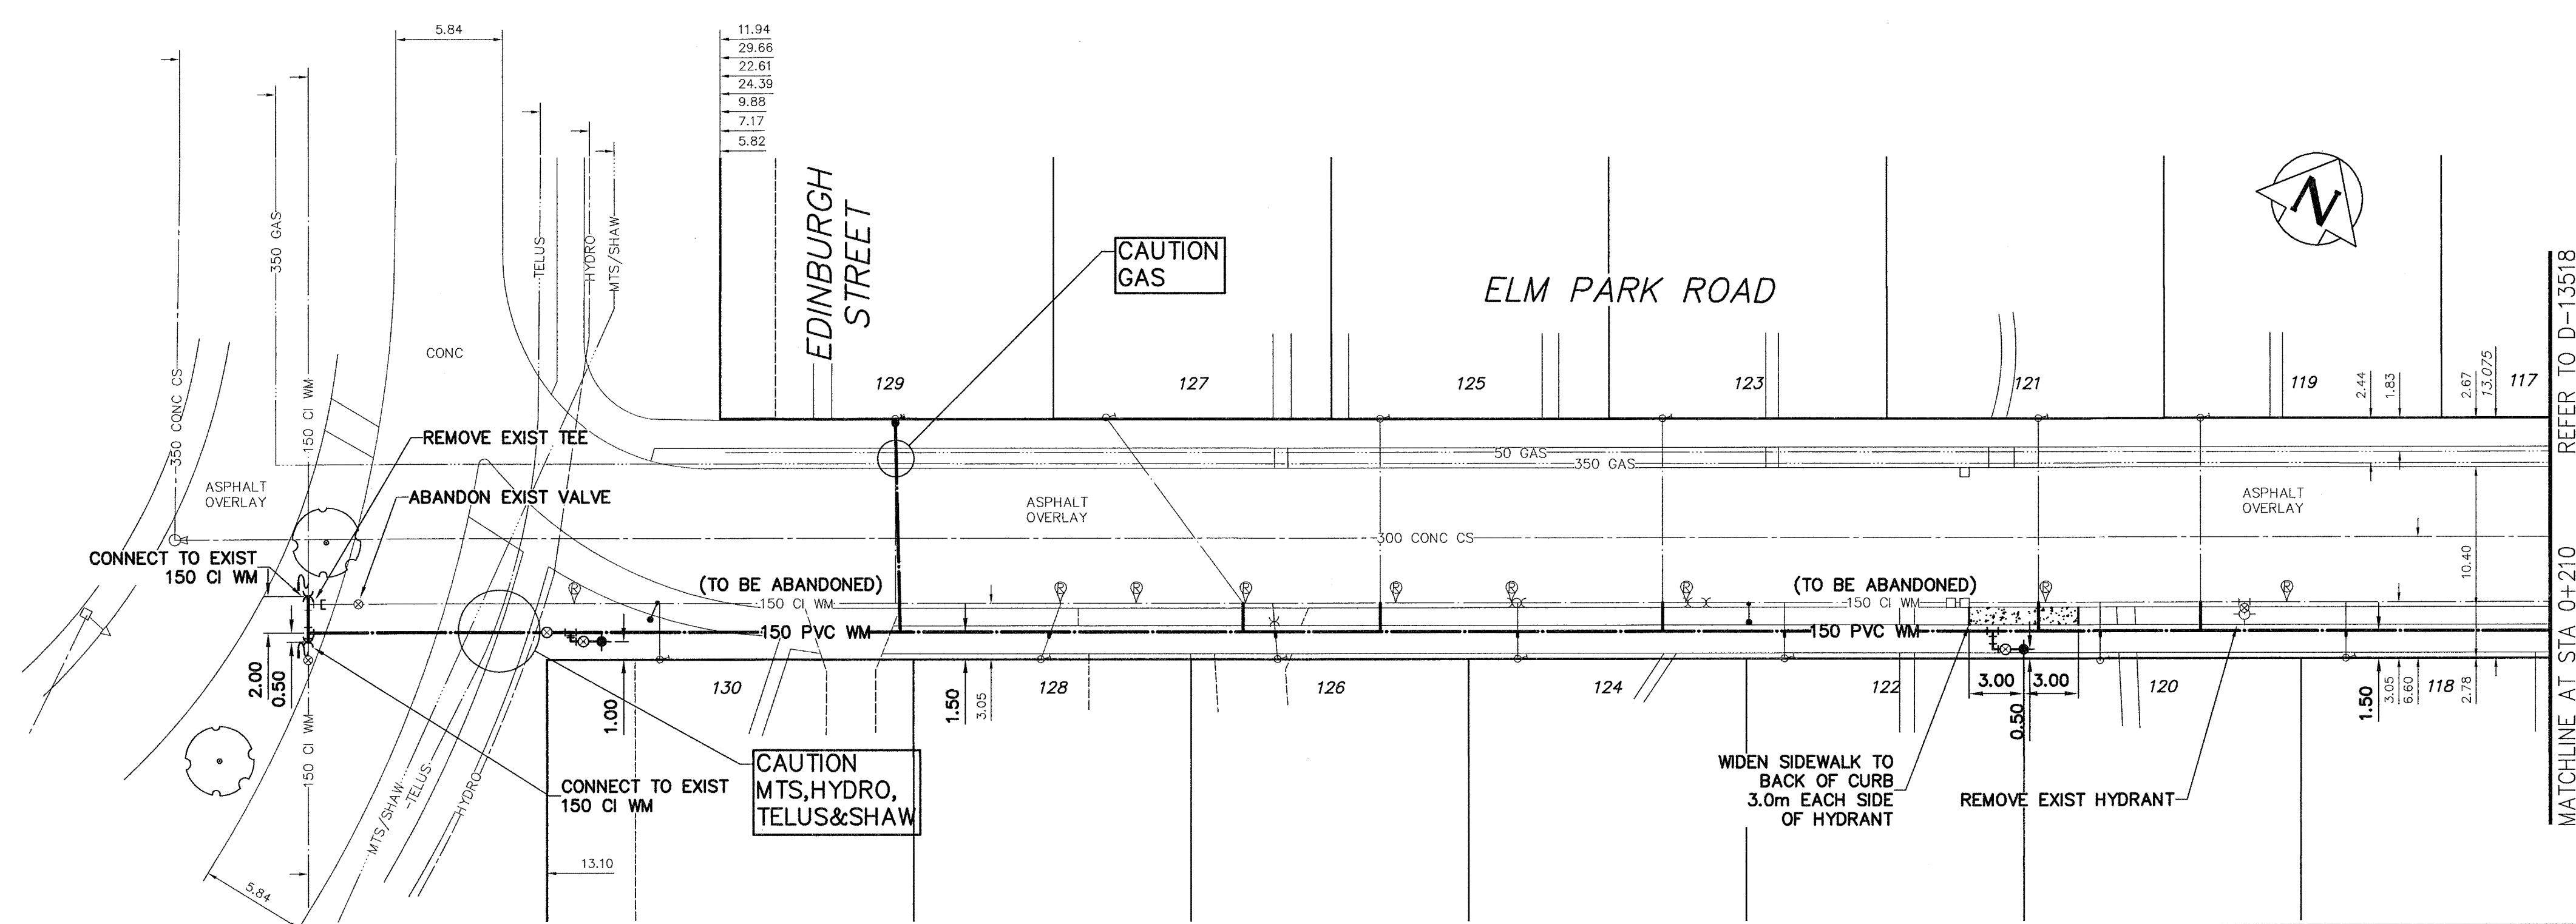 5.84
11.94
29.66
22.61
24.39
9.88
7.17
5.82
EDINBURGH
STREET
CAUTION
GAS
ELM PARK ROAD
N
350 GAS
TELUS
HYDRO
MTS/SHAW
CONC
350 CONC CS
150 CI WM
129
127
125
123
121
119
117
2.44
1.83
2.67
13.075
REFER TO D-13518
MATCHLINE AT STA 0+210
REMOVE EXIST TEE
ABANDON EXIST VALVE
ASPHALT
OVERLAY
50 GAS
350 GAS
ASPHALT
OVERLAY
ASPHALT
OVERLAY
300 CONC CS
10.40
CONNECT TO EXIST
150 CI WM
(TO BE ABANDONED)
150 CI WM
150 PVC WM
(TO BE ABANDONED)
150 CI WM
150 PVC WM
R
R
R
R
R
R
R
R
R
2.00
0.50
1.00
130
1.50
3.05
128
126
124
122
3.00
3.00
0.50
120
1.50
3.05
6.60
118
2.78
150 CI WM
MTS/SHAW
TELUS
HYDRO
CONNECT TO EXIST
150 CI WM
CAUTION
MTS,HYDRO,
TELUS&SHAW
WIDEN SIDEWALK TO
BACK OF CURB
3.0m EACH SIDE
OF HYDRANT
REMOVE EXIST HYDRANT
13.10
5.84